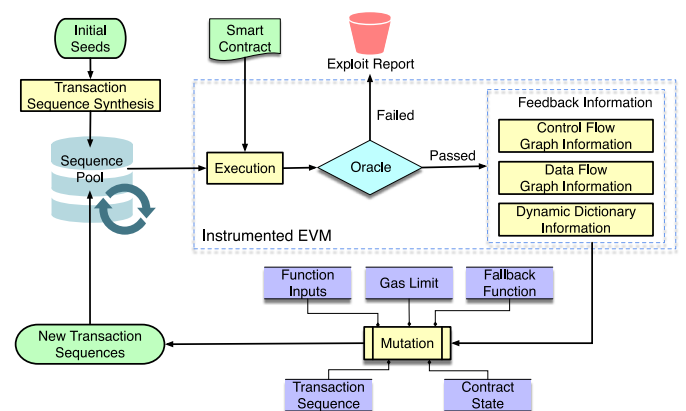 Initial
Seeds
Smart
Contract
Exploit Report
Transaction
Sequence Synthesis
Feedback Information
Failed
Control Flow
Graph Information
Sequence
Pool
Execution
Oracle
Passed
Data Flow
Graph Information
Dynamic Dictionary
Information
Instrumented EVM
Function
Inputs
Gas Limit
Fallback
Function
New Transaction
Sequences
Mutation
Transaction
Sequence
Contract
State